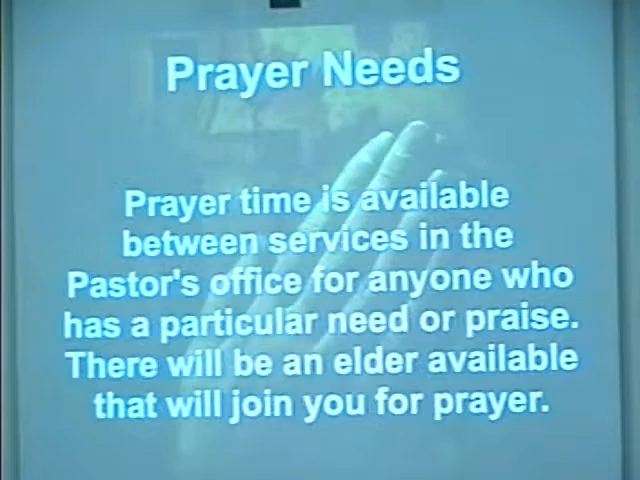 Prayer Needs
Prayer time is available
between services in the
Pastor's office for anyone who
has a particular need or praise.
There will be an elder available
that will join you for prayer.